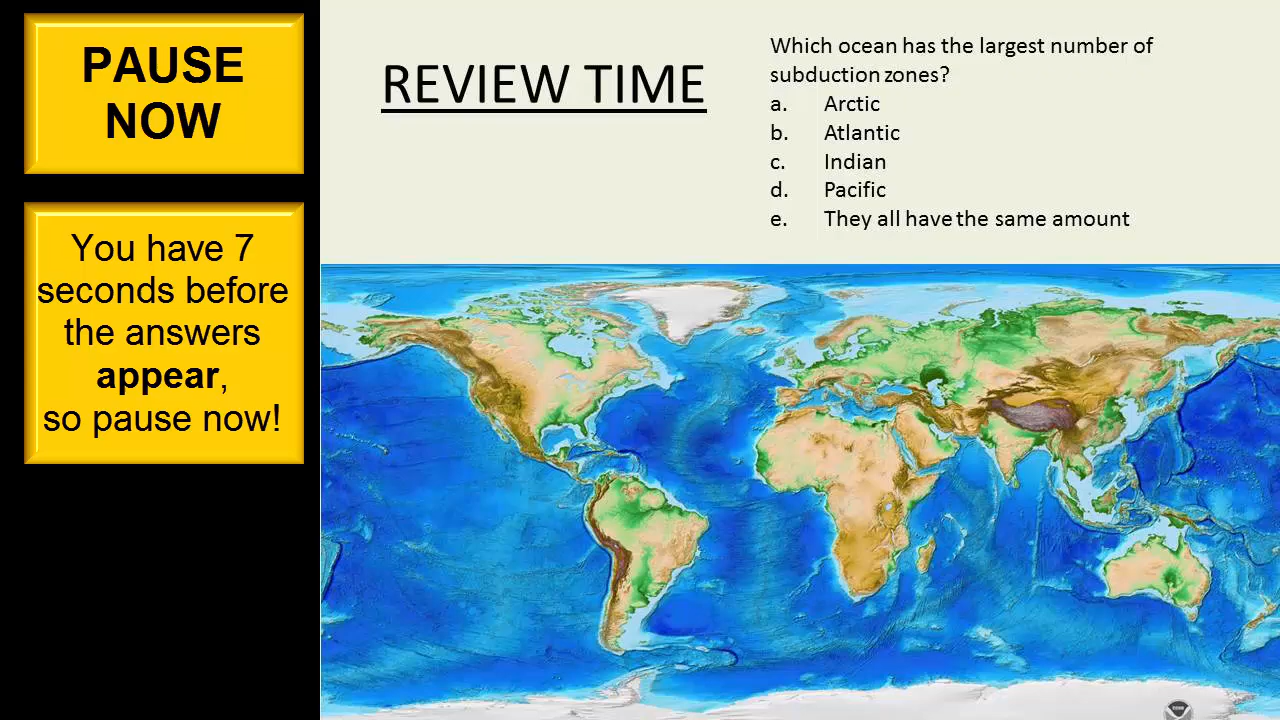 PAUSE
NOW
You have 7
seconds before
the answers
appear,
so pause now!
REVIEW TIME
Which ocean has the largest number of
subduction zones?
a. Arctic
b. Atlantic
c. Indian
d. Pacific
e. They all have the same amount